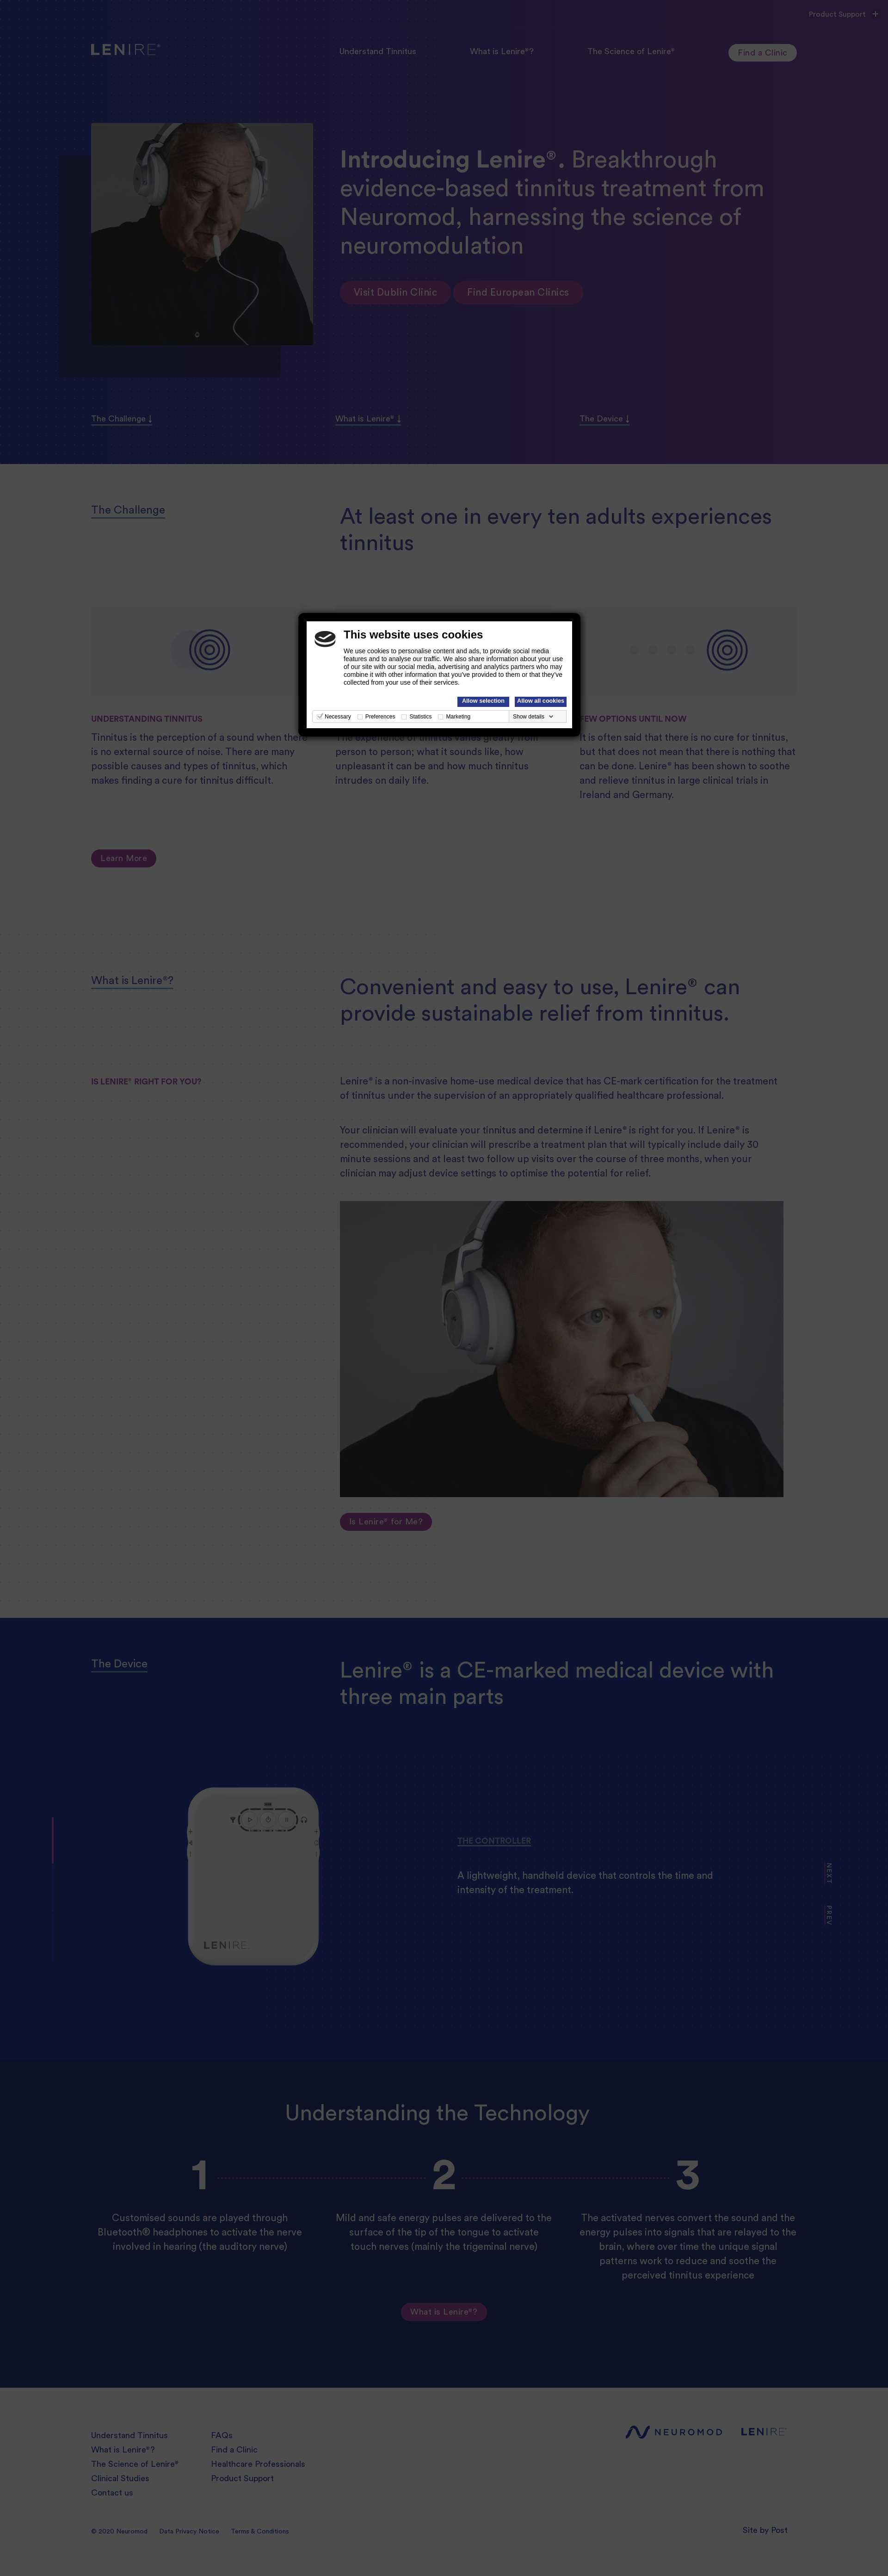 Product Support +
LENIRE®
Understand Tinnitus
What is Lenire®?
The Science of Lenire®
Find a Clinic
Introducing Lenire®. Breakthrough
evidence-based tinnitus treatment from
Neuromod, harnessing the science of
neuromodulation
Visit Dublin Clinic
Find European Clinics
The Challenge ↓
What is Lenire® ↓
The Device ↓
The Challenge
At least one in every ten adults experiences
tinnitus
This website uses cookies
We use cookies to personalise content and ads, to provide social media
features and to analyse our traffic. We also share information about your use
of our site with our social media, advertising and analytics partners who may
combine it with other information that you've provided to them or that they've
collected from your use of their services.
Allow selection
Allow all cookies
Necessary
Preferences
Statistics
Marketing
Show details
UNDERSTANDING TINNITUS
Tinnitus is the perception of a sound when there
is no external source of noise. There are many
possible causes and types of tinnitus, which
makes finding a cure for tinnitus difficult.
The experience of tinnitus varies greatly from
person to person; what it sounds like, how
unpleasant it can be and how much tinnitus
intrudes on daily life.
FEW OPTIONS UNTIL NOW
It is often said that there is no cure for tinnitus,
but that does not mean that there is nothing that
can be done. Lenire® has been shown to soothe
and relieve tinnitus in large clinical trials in
Ireland and Germany.
Learn More
What is Lenire®?
Convenient and easy to use, Lenire® can
provide sustainable relief from tinnitus.
IS LENIRE® RIGHT FOR YOU?
Lenire® is a non-invasive home-use medical device that has CE-mark certification for the treatment
of tinnitus under the supervision of an appropriately qualified healthcare professional.
Your clinician will evaluate your tinnitus and determine if Lenire® is right for you. If Lenire® is
recommended, your clinician will prescribe a treatment plan that will typically include daily 30
minute sessions and at least two follow up visits over the course of three months, when your
clinician may adjust device settings to optimise the potential for relief.
Is Lenire® for Me?
The Device
Lenire® is a CE-marked medical device with
three main parts
LENIRE
THE CONTROLLER
A lightweight, handheld device that controls the time and
intensity of the treatment.
NEXT
PREV
Understanding the Technology
1
2
3
Customised sounds are played through
Bluetooth® headphones to activate the nerve
involved in hearing (the auditory nerve)
Mild and safe energy pulses are delivered to the
surface of the tip of the tongue to activate
touch nerves (mainly the trigeminal nerve)
The activated nerves convert the sound and the
energy pulses into signals that are relayed to the
brain, where over time the unique signal
patterns work to reduce and soothe the
perceived tinnitus experience
What is Lenire®?
Understand Tinnitus
What is Lenire®?
The Science of Lenire®
Clinical Studies
Contact us
FAQs
Find a Clinic
Healthcare Professionals
Product Support
NEUROMOD
LENIRE®
© 2020 Neuromod
Data Privacy Notice
Terms & Conditions
Site by Post